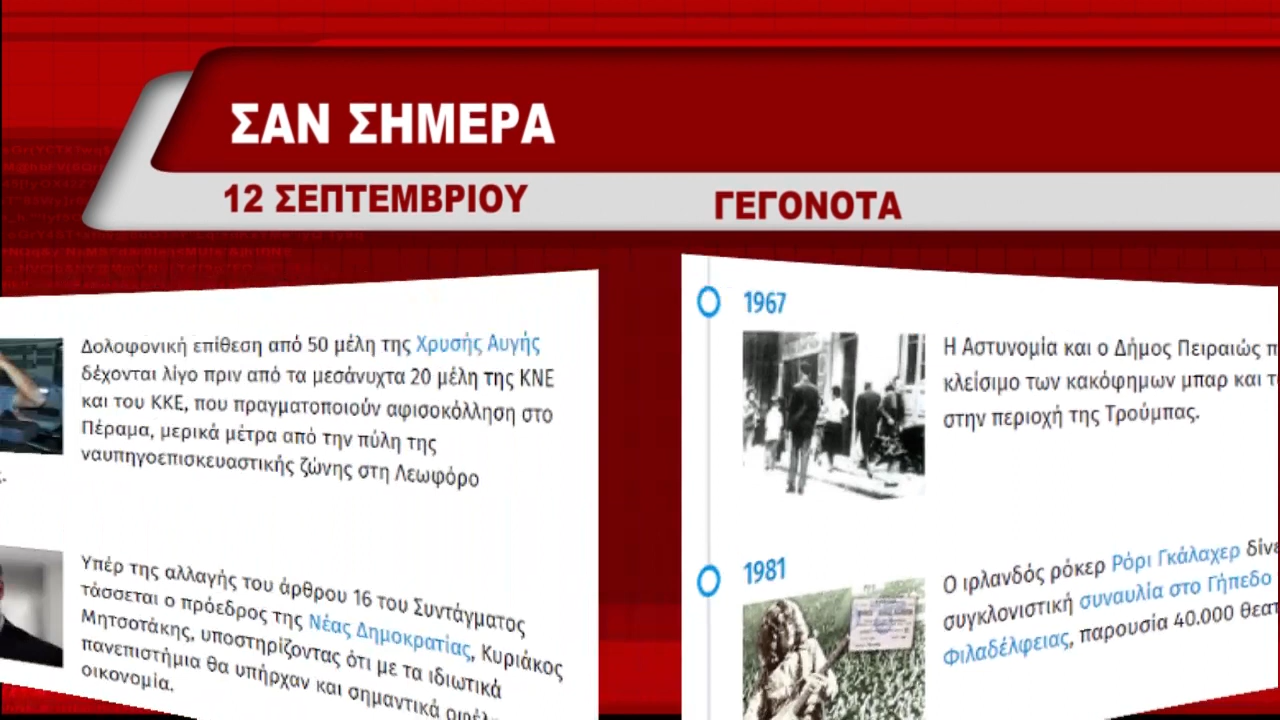 ΣΑΝ ΣΗΜΕΡΑ
12 ΣΕΠΤΕΜΒΡΙΟΥ
ΓΕΓΟΝΟΤΑ
Δολοφονική επίθεση από 50 μέλη της Χρυσής Αυγής
δέχονται λίγο πριν από τα μεσάνυχτα 20 μέλη της ΚΝΕ
και του ΚΚΕ, που πραγματοποιούν αφισοκόλληση στο
Πέραμα, μερικά μέτρα από την πύλη της
ναυπηγοεπισκευαστικής ζώνης στη Λεωφόρο
Υπέρ της αλλαγής του άρθρου 16 του Συντάγματος
τάσσεται ο πρόεδρος της Νέας Δημοκρατίας, Κυριάκος
Μητσοτάκης, υποστηρίζοντας ότι με τα ιδιωτικά
πανεπιστήμια θα υπήρχαν και σημαντικά
οικονομία.
1967
Η Αστυνομία και ο Δήμος Πειραιώς
κλείσιμο των κακόφημων μπαρ και
στην περιοχή της Τρούμπας.
1981
Ο ιρλανδός ρόκερ Ρόρι Γκάλαχερ
συγκλονιστική συναυλία στο Γήπεδο
Φιλαδέλφειας, παρουσία 40.000